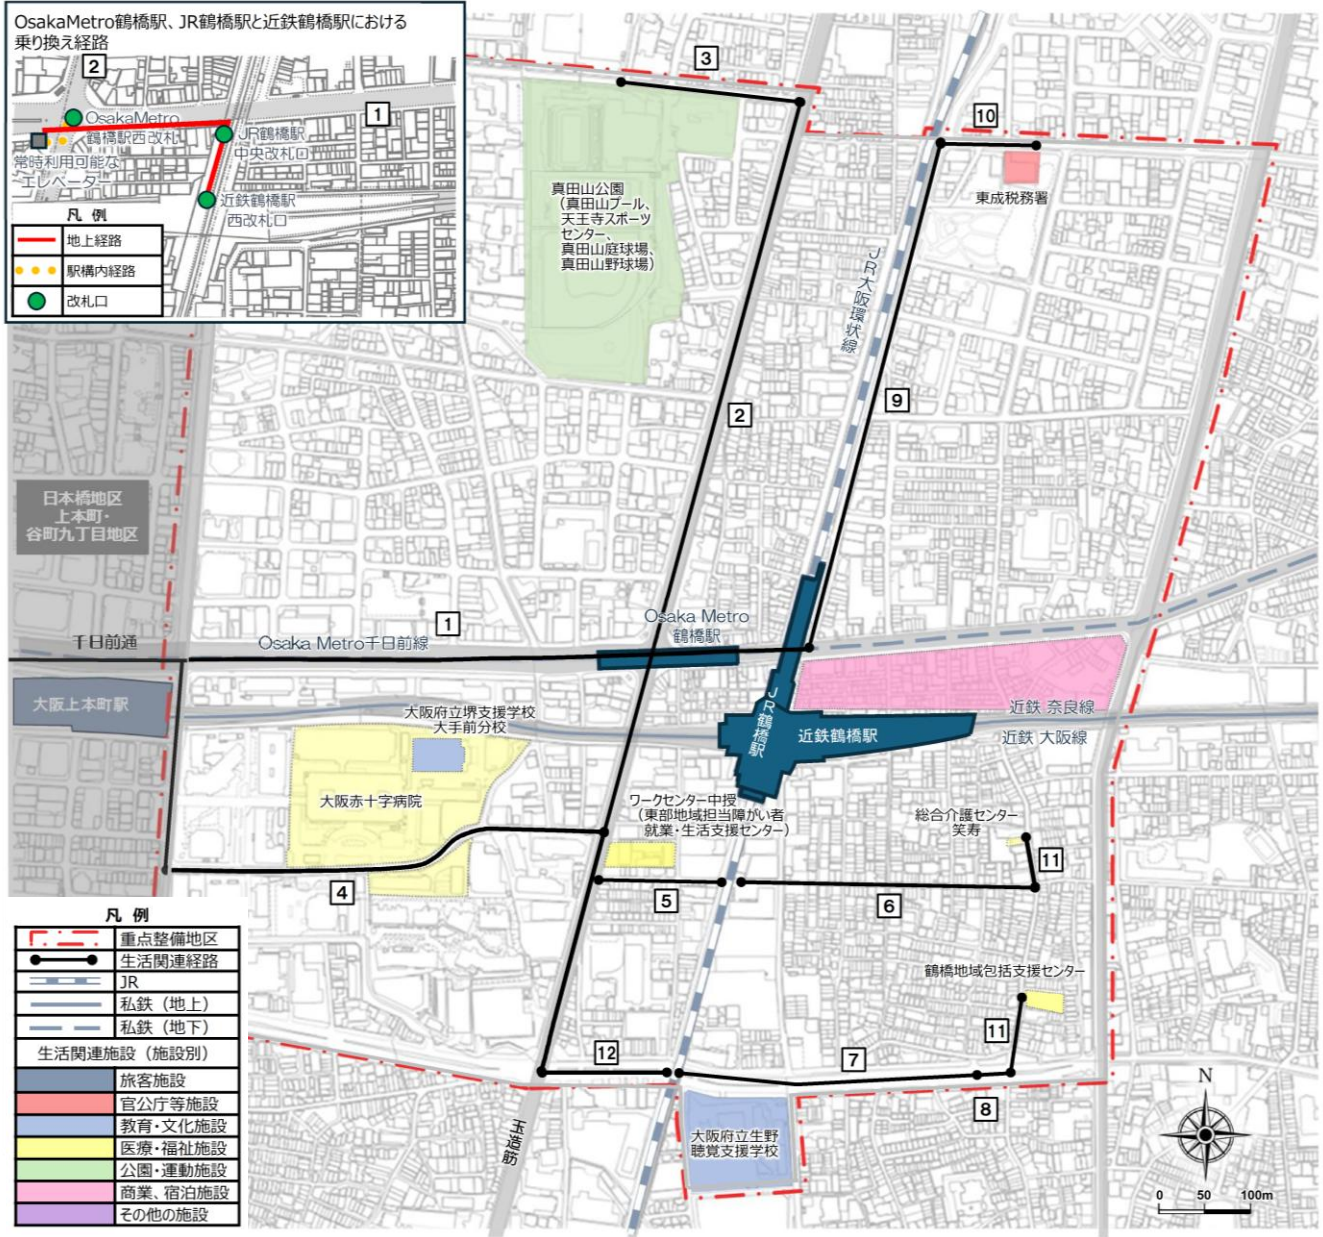 OsakaMetro鶴橋駅、JR鶴橋駅と近鉄鶴橋駅における
乗り換え経路
2
1
OsakaMetro
鶴橋駅西改札
JR鶴橋駅
中央改札口
常時利用可能な
エレベーター
近鉄鶴橋駅
西改札口
凡 例
地上経路
駅構内経路
改札口
3
10
東成税務署
真田山公園
（真田山プール、
天王寺スポーツ
センター、
真田山庭球場、
真田山野球場）
JR大阪環状線
2
9
日本橋地区
上本町・
谷町九丁目地区
1
千日前通
Osaka Metro千日前線
Osaka Metro
鶴橋駅
大阪上本町駅
大阪府立堺支援学校
大手前分校
JR鶴橋駅
近鉄鶴橋駅
近鉄 奈良線
近鉄 大阪線
大阪赤十字病院
ワークセンター中授
（東部地域担当障がい者
就業・生活支援センター）
総合介護センター
笑寿
11
4
5
6
鶴橋地域包括支援センター
11
12
7
8
玉造筋
大阪府立生野
聴覚支援学校
凡 例
重点整備地区
生活関連経路
JR
私鉄（地上）
私鉄（地下）
生活関連施設（施設別）
旅客施設
官公庁等施設
教育・文化施設
医療・福祉施設
公園・運動施設
商業、宿泊施設
その他の施設
N
0 50 100m